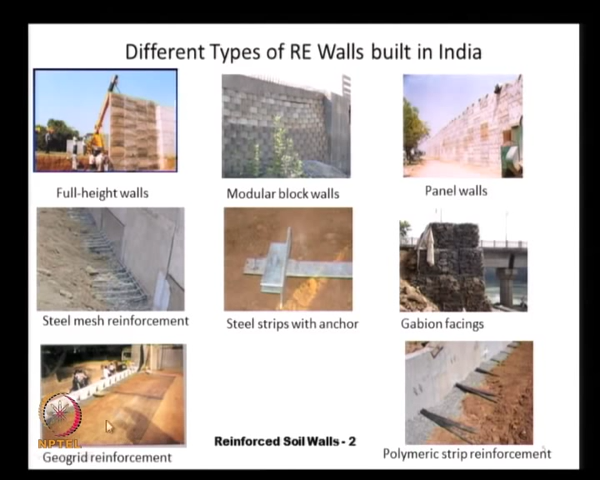 Different Types of RE Walls built in India
Full-height walls
Modular block walls
Panel walls
Steel mesh reinforcement
Steel strips with anchor
Gabion facings
NPTEL
Geogrid reinforcement
Reinforced Soil Walls - 2
Polymeric strip reinforcement